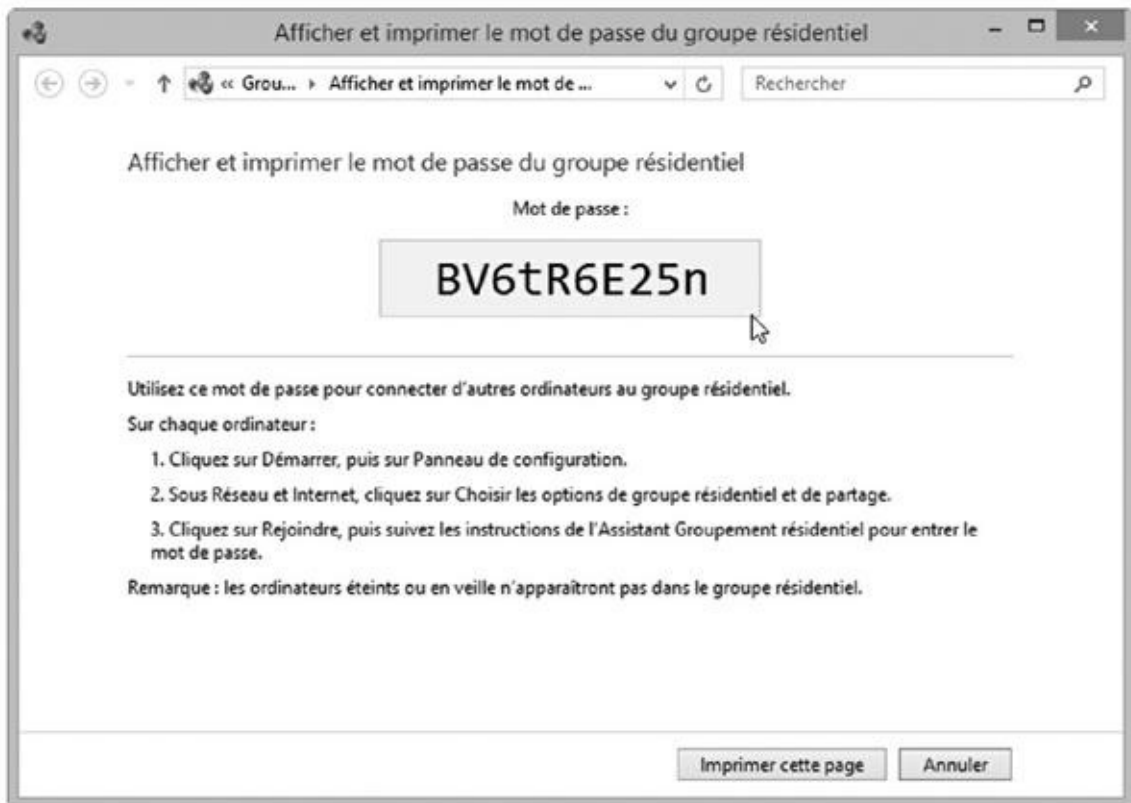 Afficher et imprimer le mot de passe du groupe résidentiel
« Grou... ▸ Afficher et imprimer le mot de ...
Rechercher
Afficher et imprimer le mot de passe du groupe résidentiel
Mot de passe :
BV6tR6E25n
Utilisez ce mot de passe pour connecter d'autres ordinateurs au groupe résidentiel.
Sur chaque ordinateur :
1. Cliquez sur Démarrer, puis sur Panneau de configuration.
2. Sous Réseau et Internet, cliquez sur Choisir les options de groupe résidentiel et de partage.
3. Cliquez sur Rejoindre, puis suivez les instructions de l'Assistant Groupement résidentiel pour entrer le
mot de passe.
Remarque : les ordinateurs éteints ou en veille n'apparaîtront pas dans le groupe résidentiel.
Imprimer cette page
Annuler